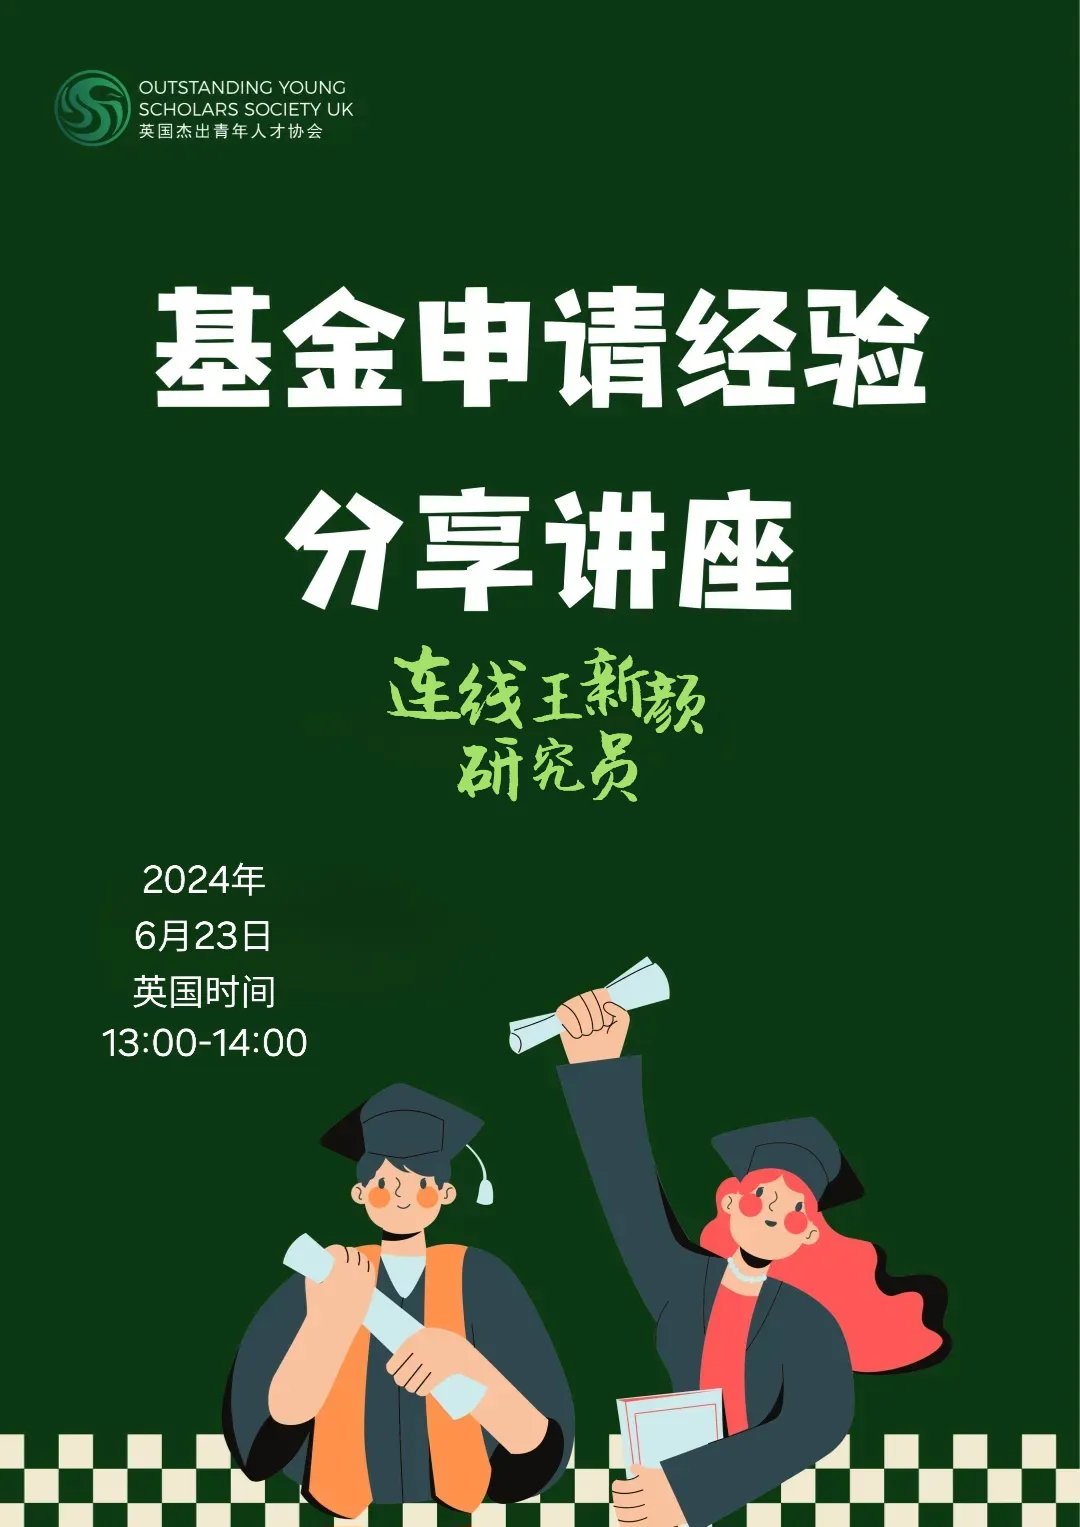 OUTSTANDING YOUNG
SCHOLARS SOCIETY UK
英国杰出青年人才协会
基金申请经验
分享讲座
连线王新颜
研究员
2024年
6月23日
英国时间
13:00-14:00